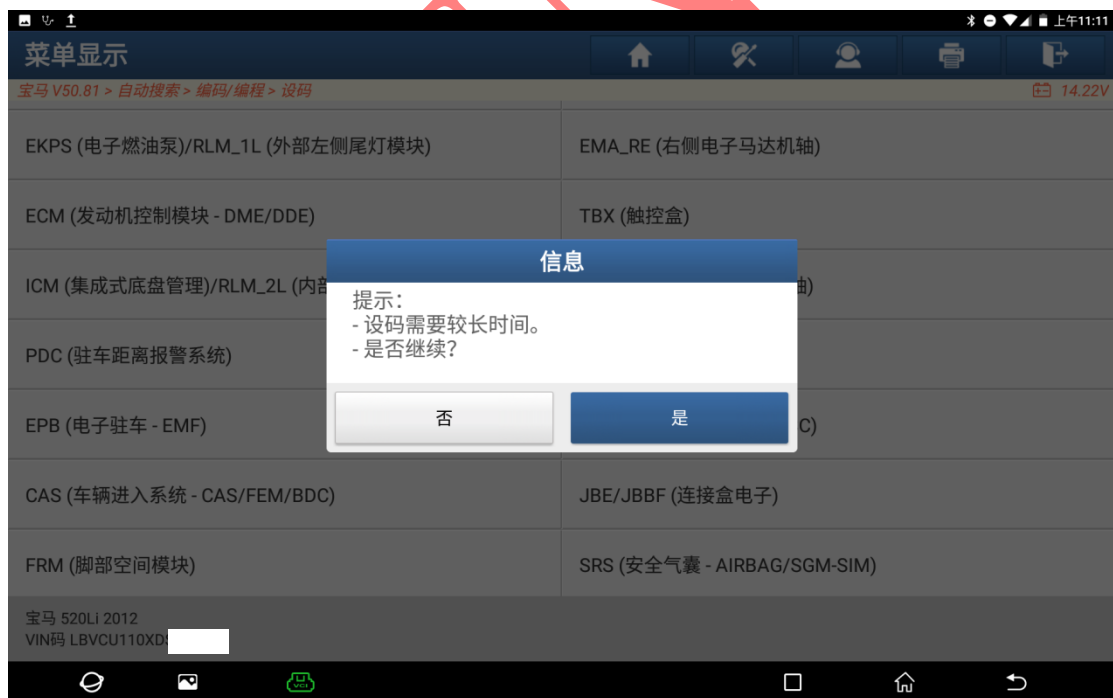 上午11:11
菜单显示
宝马 V50.81 > 自动搜索 > 编码/编程 > 设码
14.22V
EKPS (电子燃油泵)/RLM_1L (外部左侧尾灯模块)
EMA_RE (右侧电子马达机轴)
ECM (发动机控制模块 - DME/DDE)
TBX (触控盒)
信息
ICM (集成式底盘管理)/RLM_2L (内部
轴)
提示：
- 设码需要较长时间。
- 是否继续？
PDC (驻车距离报警系统)
否
是
EPB (电子驻车 - EMF)
C)
CAS (车辆进入系统 - CAS/FEM/BDC)
JBE/JBBF (连接盒电子)
FRM (脚部空间模块)
SRS (安全气囊 - AIRBAG/SGM-SIM)
宝马 520Li 2012
VIN码 LBVCU110XD
VCI